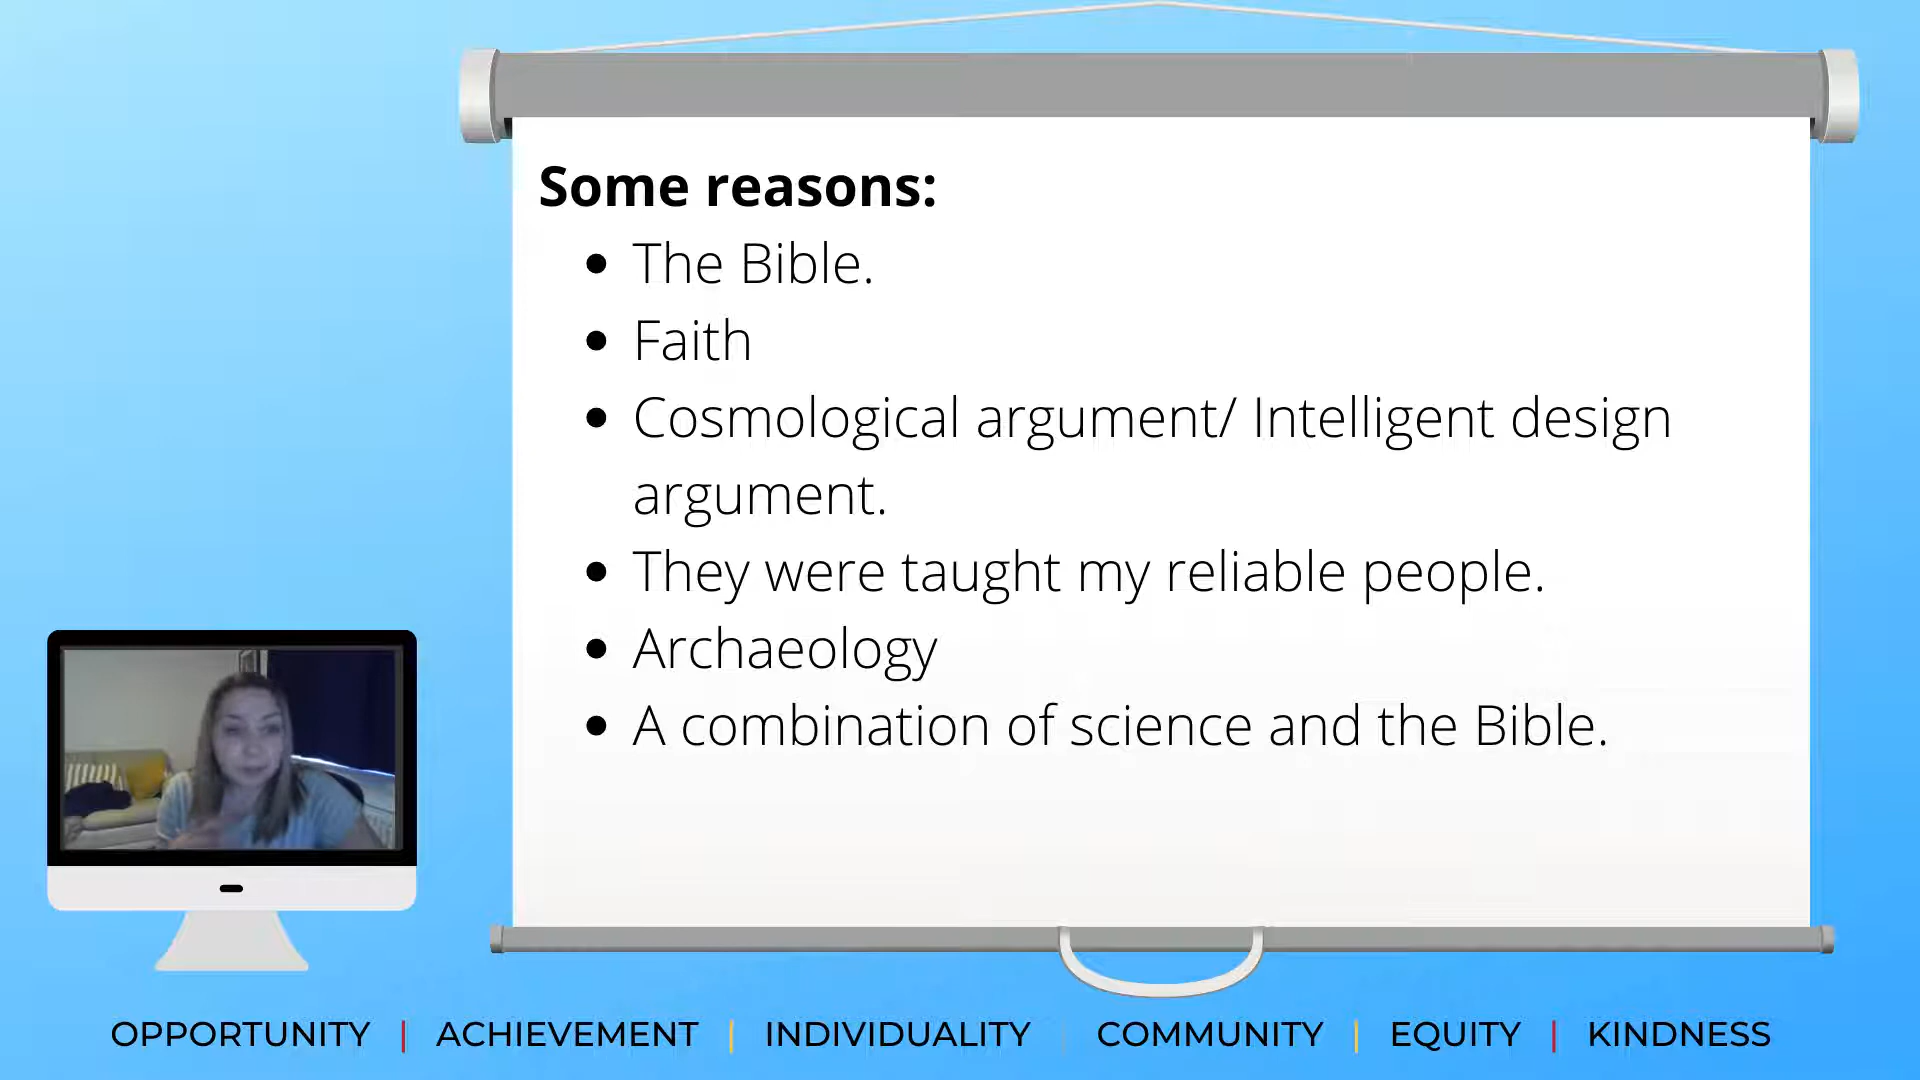 Some reasons:
• The Bible.
• Faith
• Cosmological argument/ Intelligent design
argument.
• They were taught my reliable people.
• Archaeology
• A combination of science and the Bible.
OPPORTUNITY | ACHIEVEMENT | INDIVIDUALITY | COMMUNITY | EQUITY | KINDNESS